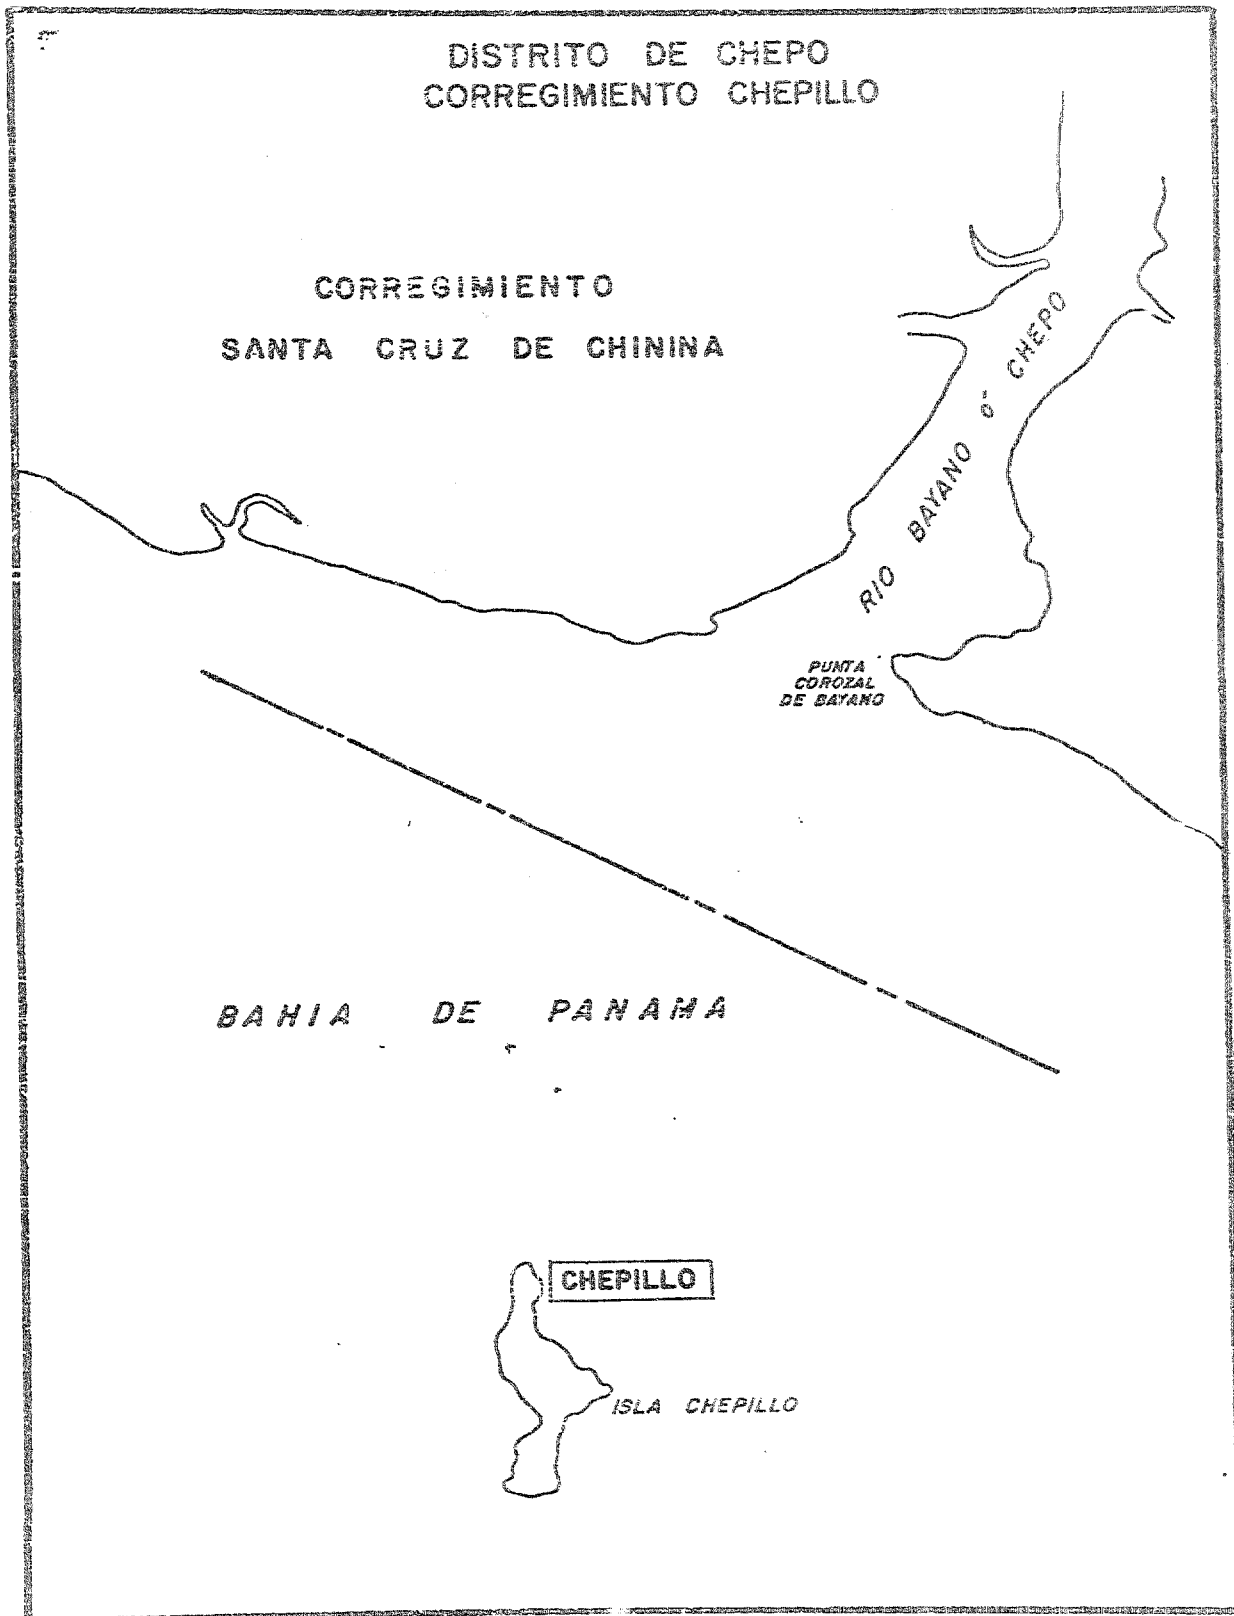 DISTRITO DE CHEPO
CORREGIMIENTO CHEPILLO
CORREGIMIENTO
SANTA CRUZ DE CHININA
RIO BAYANO ó CHEPO
PUNTA
COROZAL
DE BAYANO
BAHIA DE PANAMA
CHEPILLO
ISLA CHEPILLO